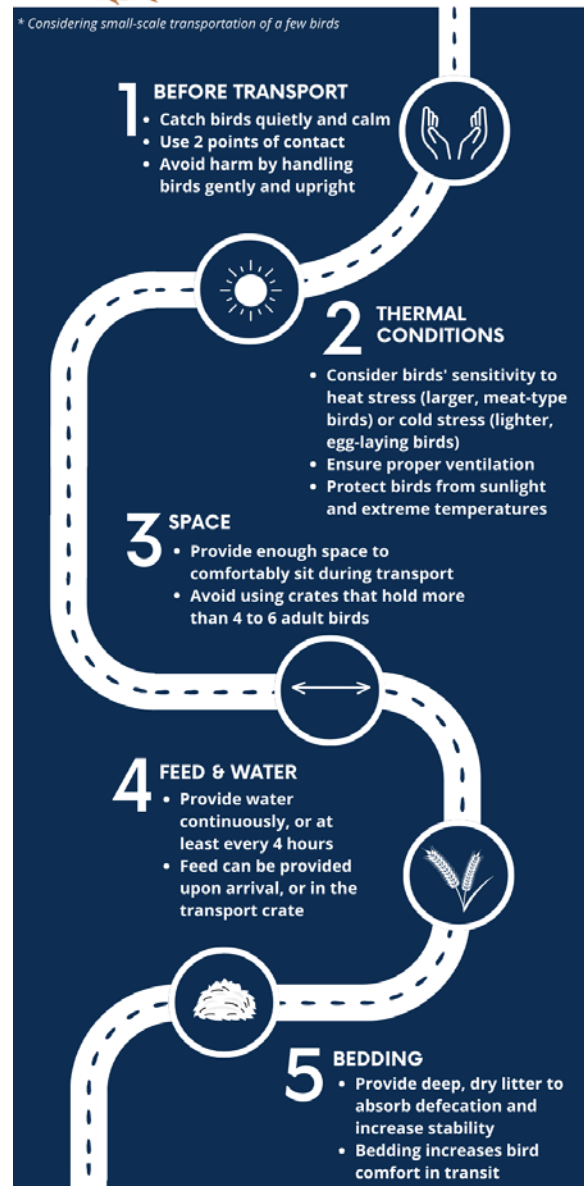 * Considering small-scale transportation of a few birds
1 BEFORE TRANSPORT
• Catch birds quietly and calm
• Use 2 points of contact
• Avoid harm by handling
birds gently and upright
2 THERMAL
CONDITIONS
• Consider birds' sensitivity to
heat stress (larger, meat-type
birds) or cold stress (lighter,
egg-laying birds)
• Ensure proper ventilation
• Protect birds from sunlight
and extreme temperatures
3 SPACE
• Provide enough space to
comfortably sit during transport
• Avoid using crates that hold more
than 4 to 6 adult birds
4 FEED & WATER
• Provide water
continuously, or at
least every 4 hours
• Feed can be provided
upon arrival, or in the
transport crate
5 BEDDING
• Provide deep, dry litter to
absorb defecation and
increase stability
• Bedding increases bird
comfort in transit